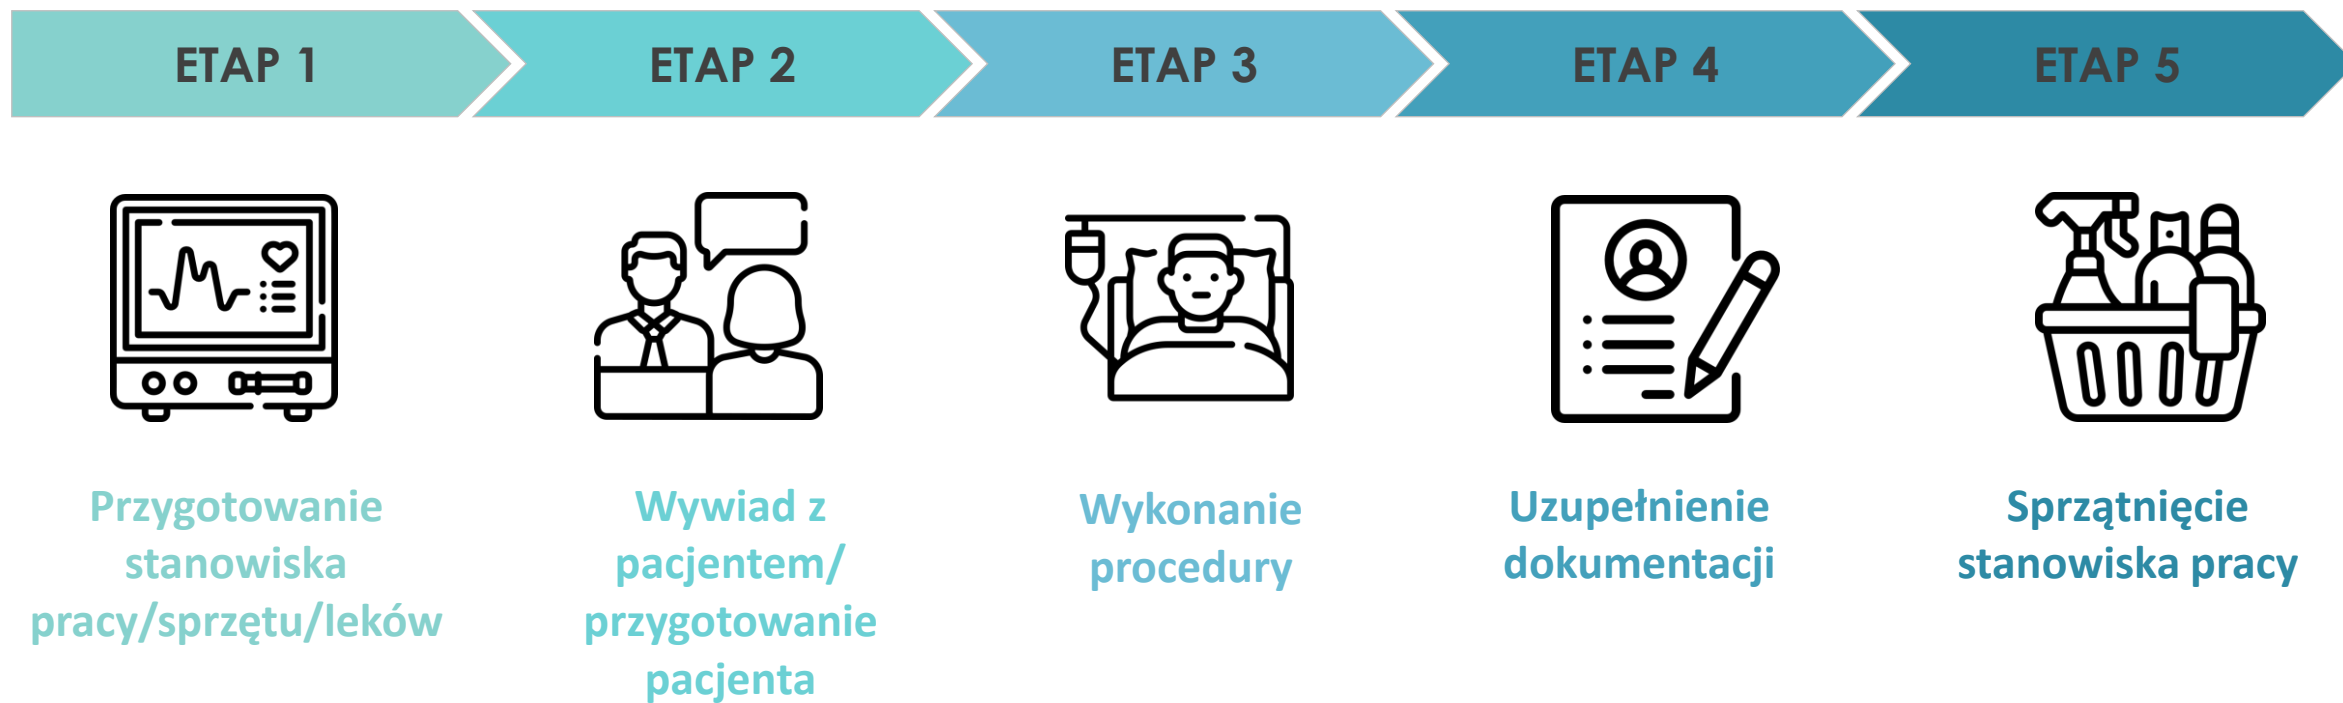 ETAP 1
ETAP 2
ETAP 3
ETAP 4
ETAP 5
Przygotowanie
stanowiska
pracy/sprzętu/leków
Wywiad z
pacjentem/
przygotowanie
pacjenta
Wykonanie
procedury
Uzupełnienie
dokumentacji
Sprzątnięcie
stanowiska pracy